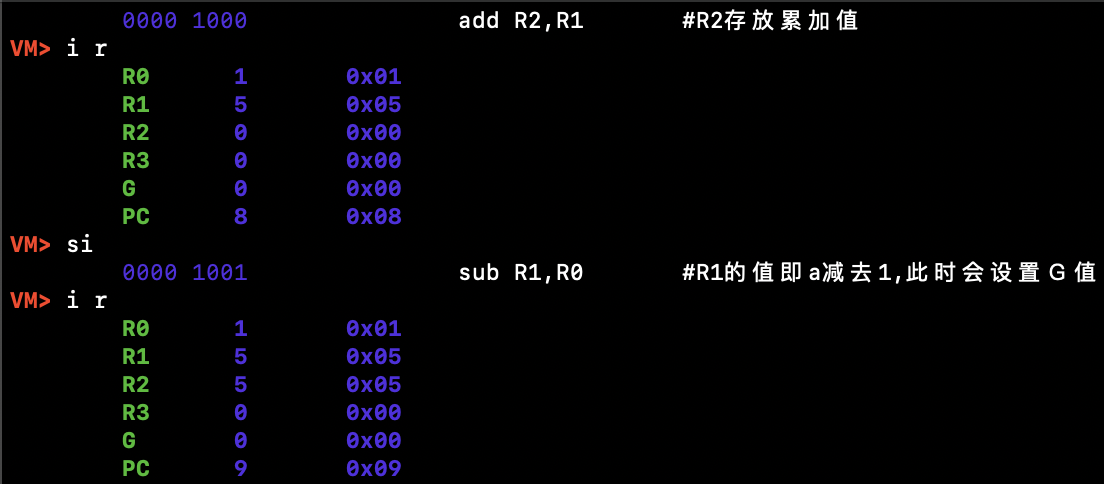 0000 1000 add R2,R1 #R2存放累加值
VM> i r
R0 1 0x01
R1 5 0x05
R2 0 0x00
R3 0 0x00
G 0 0x00
PC 8 0x08
VM> si
0000 1001 sub R1,R0 #R1的值即a减去1,此时会设置G值
VM> i r
R0 1 0x01
R1 5 0x05
R2 5 0x05
R3 0 0x00
G 0 0x00
PC 9 0x09